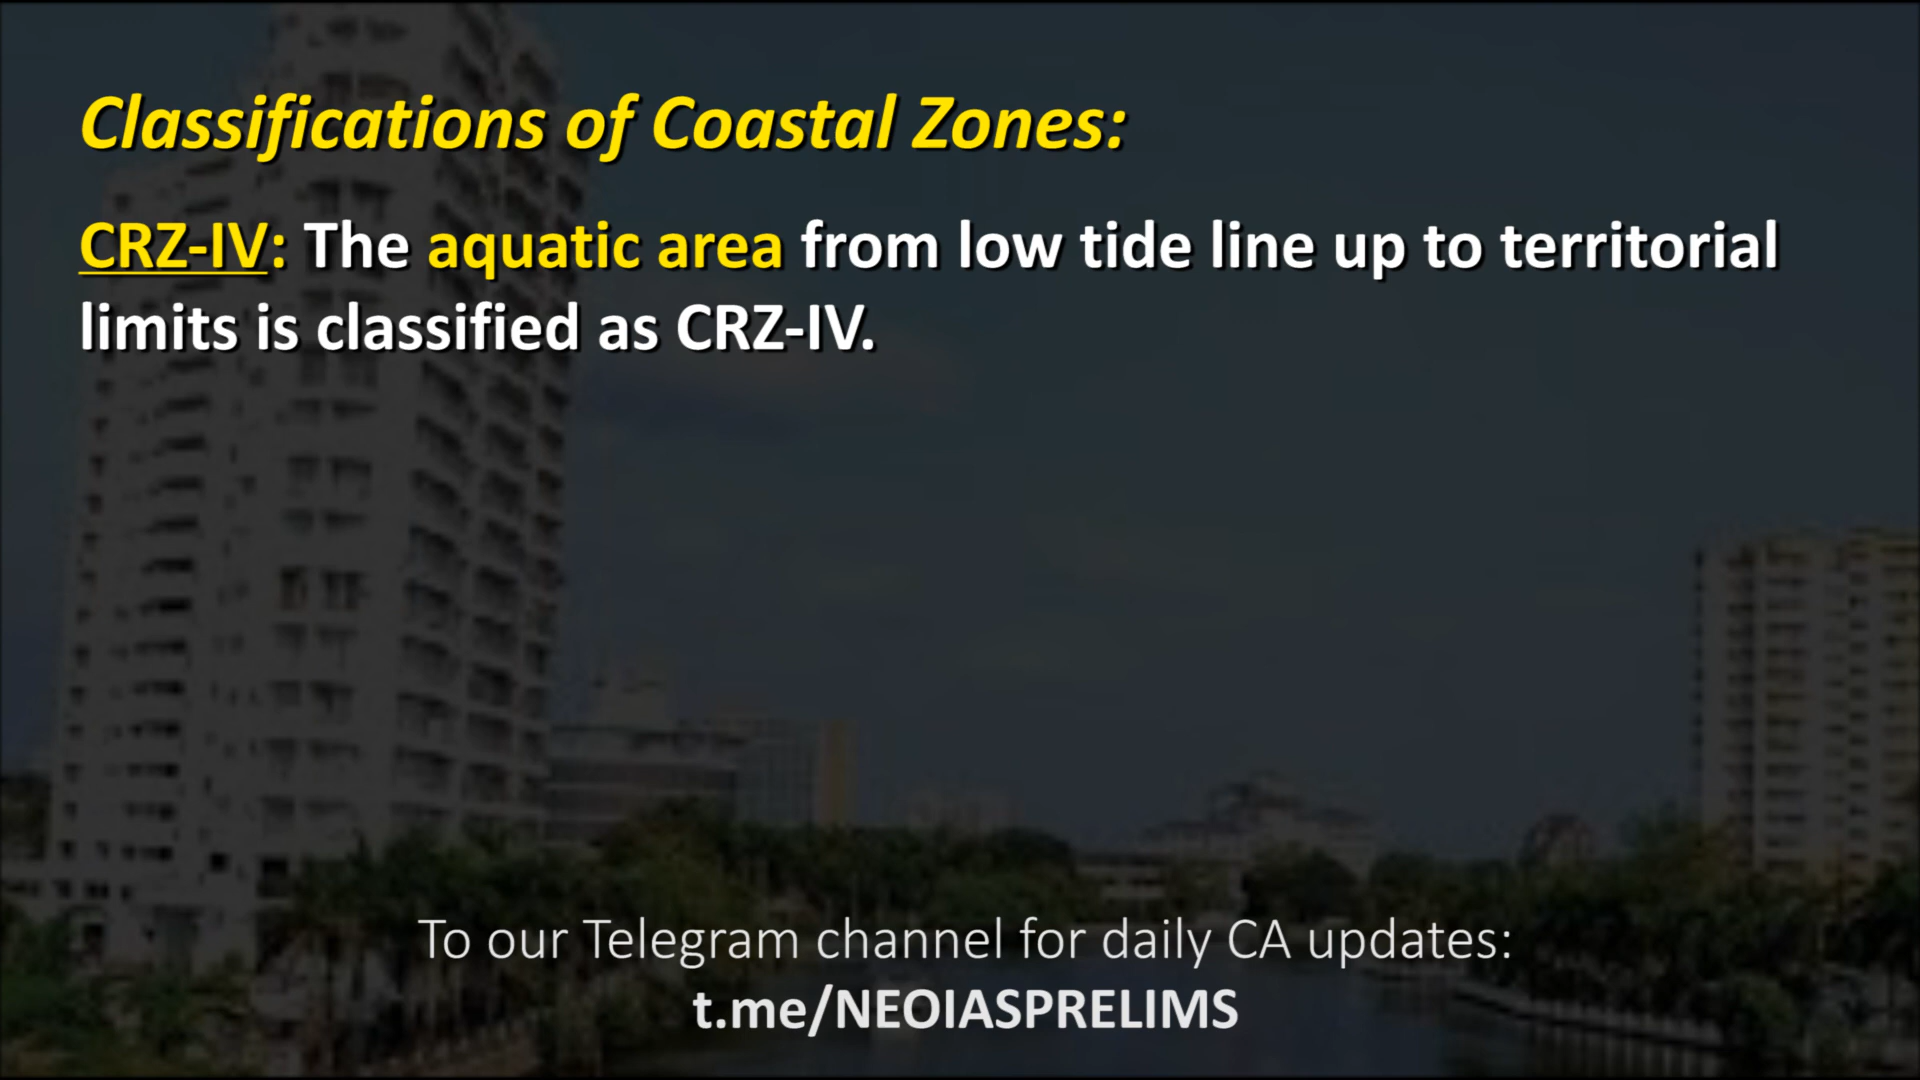 Classifications of Coastal Zones:
CRZ-IV: The aquatic area from low tide line up to territorial
limits is classified as CRZ-IV.
To our Telegram channel for daily CA updates:
t.me/NEOIASPRELIMS